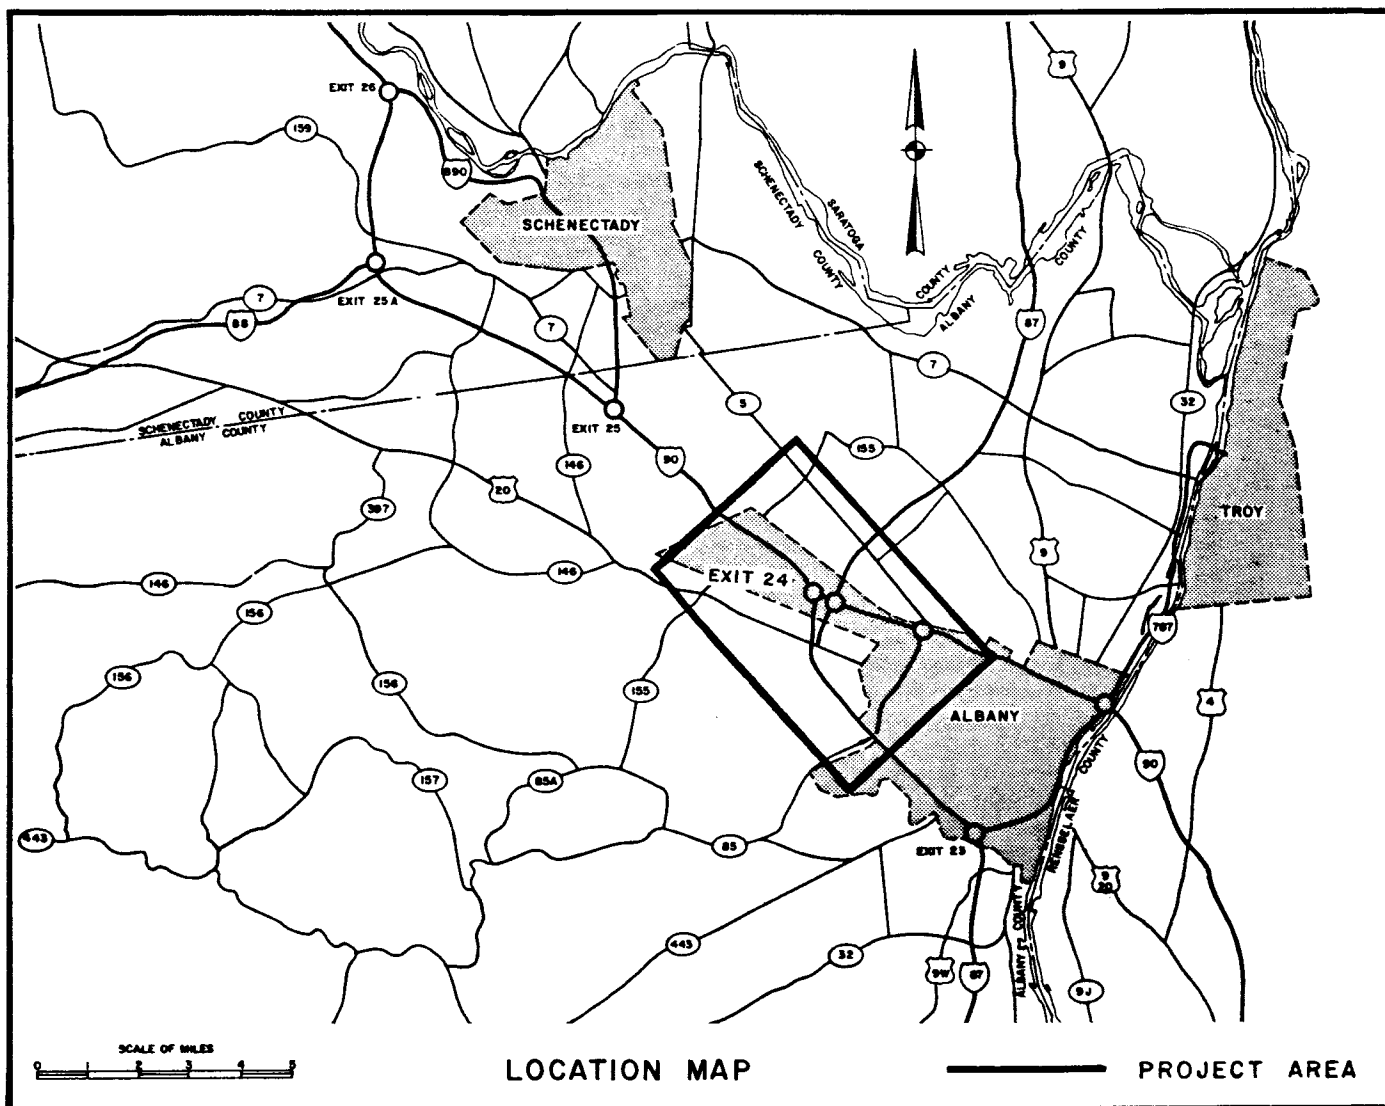 9
EXIT 26
159
890
SCHENECTADY
SCHENECTADY COUNTY
SARATOGA COUNTY
ALBANY COUNTY
EXIT 25A
7
88
7
87
7
5
32
SCHENECTADY COUNTY
ALBANY COUNTY
EXIT 25
90
146
155
20
397
TROY
9
146
146
156
EXIT 24
787
156
156
155
4
ALBANY
157
85A
90
RENSSELAER COUNTY
443
85
EXIT 23
9
20
ALBANY COUNTY
443
32
9W
87
9J
SCALE OF MILES
0 1 2 3 4 5
LOCATION MAP
PROJECT AREA